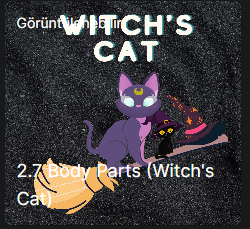 Görüntülenebilir
WITCH'S
CAT
2.7 Body Parts (Witch's
Cat)